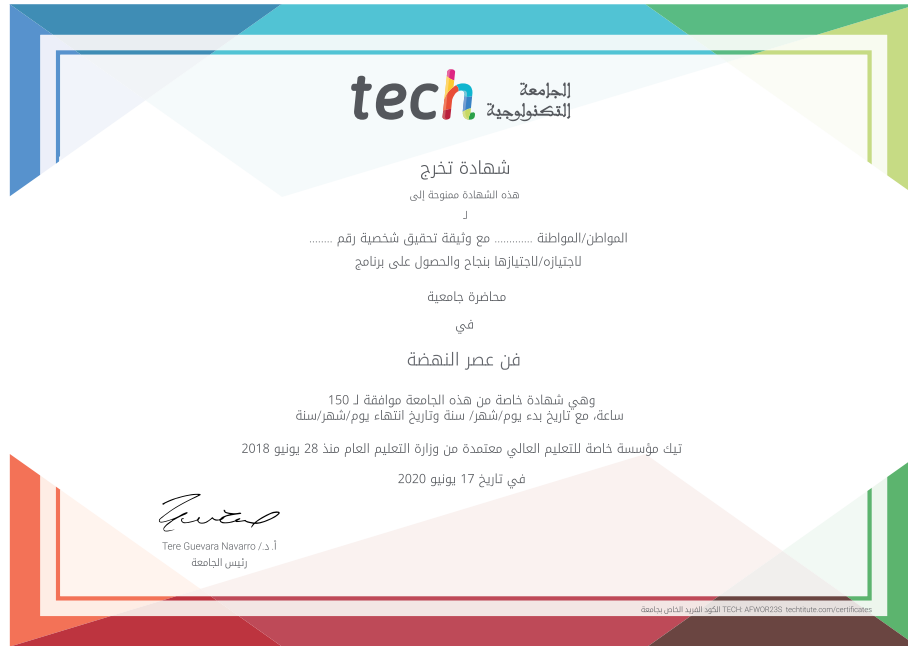 tech
الجامعة
التكنولوجية
شهادة تخرج
هذه الشهادة ممنوحة إلى
لـ
المواطن/المواطنة ............ مع وثيقة تحقيق شخصية رقم ........
لاجتيازه/لاجتيازها بنجاح والحصول على برنامج
محاضرة جامعية
في
فن عصر النهضة
وهي شهادة خاصة من هذه الجامعة موافقة لـ 150
ساعة، مع تاريخ بدء يوم/شهر/ سنة وتاريخ انتهاء يوم/شهر/سنة
تيك مؤسسة خاصة للتعليم العالي معتمدة من وزارة التعليم العام منذ 28 يونيو 2018
في تاريخ 17 يونيو 2020
أ. د./ Tere Guevara Navarro
رئيس الجامعة
الكود الفريد الخاص بجامعة TECH: AFWOR23S techtitute.com/certificates